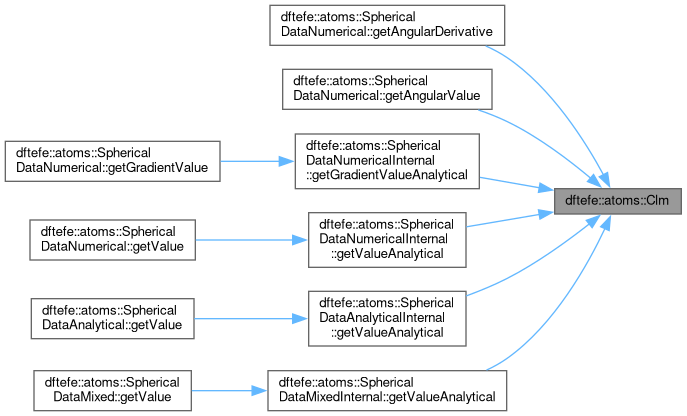 dftefe::atoms::Spherical
DataNumerical::getAngularDerivative
dftefe::atoms::Spherical
DataNumerical::getAngularValue
dftefe::atoms::Spherical
DataNumerical::getGradientValue
dftefe::atoms::Spherical
DataNumericalInternal
::getGradientValueAnalytical
dftefe::atoms::Clm
dftefe::atoms::Spherical
DataNumerical::getValue
dftefe::atoms::Spherical
DataNumericalInternal
::getValueAnalytical
dftefe::atoms::Spherical
DataAnalytical::getValue
dftefe::atoms::Spherical
DataAnalyticalInternal
::getValueAnalytical
dftefe::atoms::Spherical
DataMixed::getValue
dftefe::atoms::Spherical
DataMixedInternal::getValueAnalytical